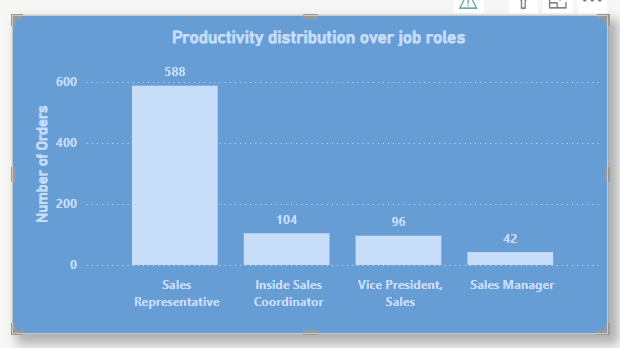 Productivity distribution over job roles
Number of Orders
600
400
200
0
588
104
96
42
Sales
Representative
Inside Sales
Coordinator
Vice President,
Sales
Sales Manager